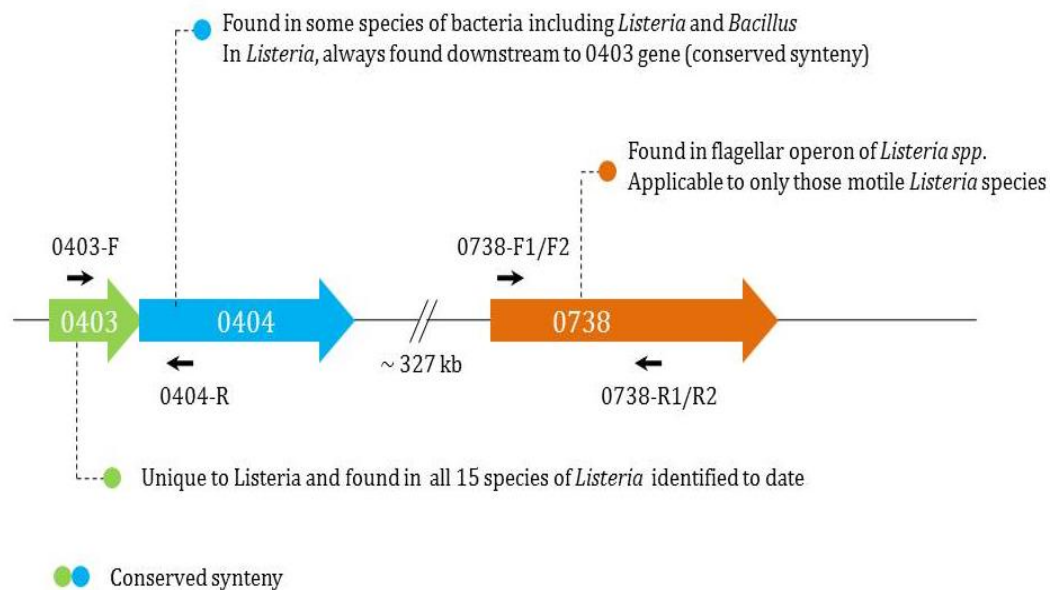 Found in some species of bacteria including Listeria and Bacillus
In Listeria, always found downstream to 0403 gene (conserved synteny)
Found in flagellar operon of Listeria spp.
Applicable to only those motile Listeria species
0403-F
0738-F1/F2
0403
0404
0738
~ 327 kb
0404-R
0738-R1/R2
Unique to Listeria and found in all 15 species of Listeria identified to date
Conserved synteny